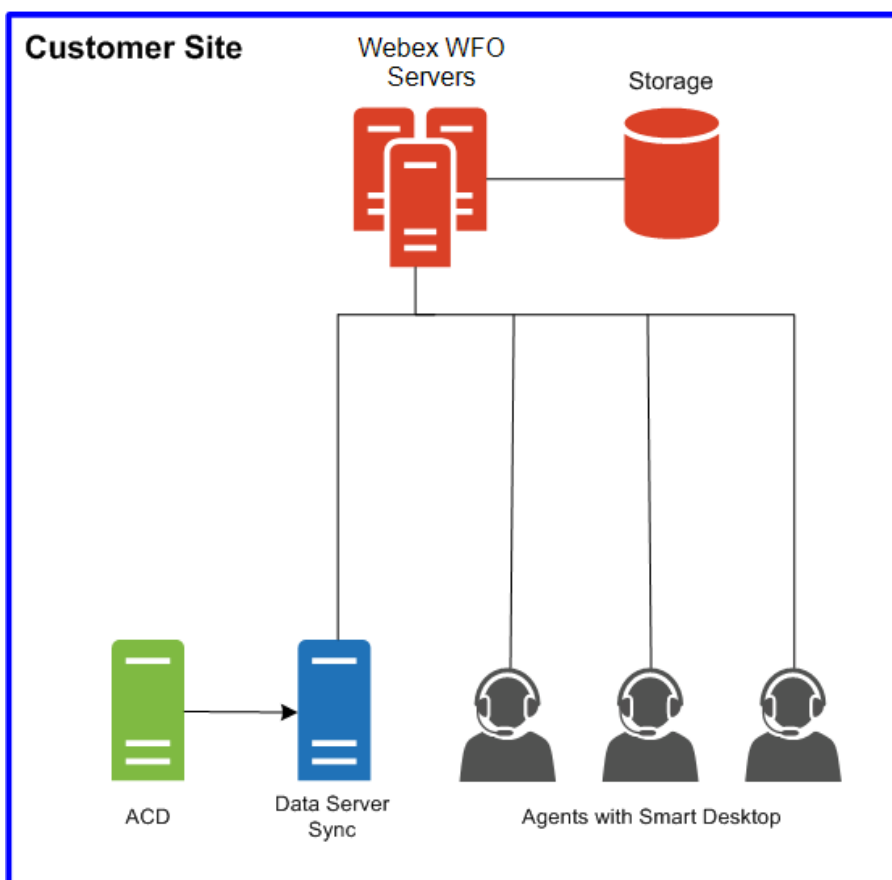 Customer Site
Webex WFO
Servers
Storage
ACD
Data Server
Sync
Agents with Smart Desktop